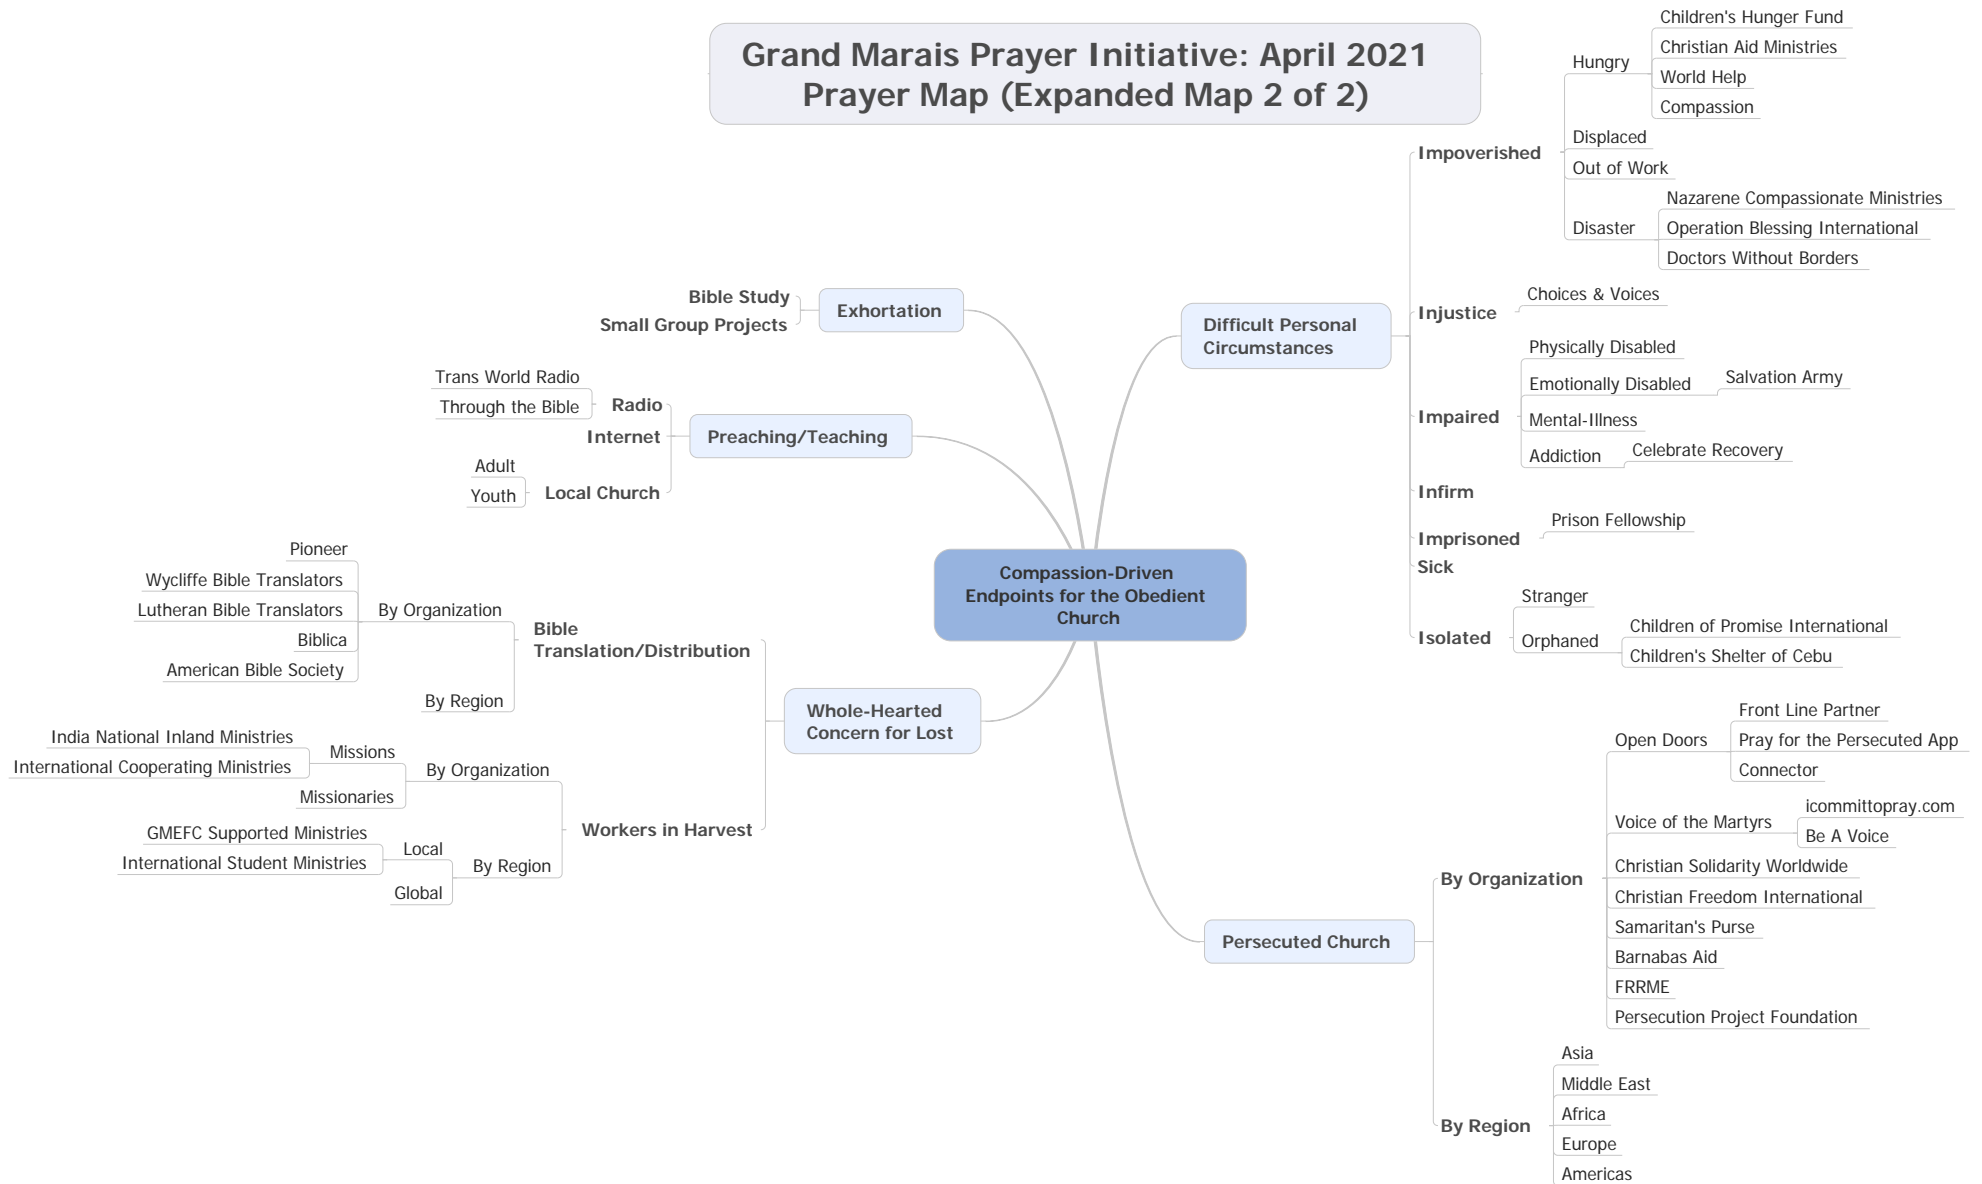 Grand Marais Prayer Initiative: April 2021
Prayer Map (Expanded Map 2 of 2)
Compassion-Driven
Endpoints for the Obedient
Church
Difficult Personal
Circumstances
Impoverished
Hungry
Children's Hunger Fund
Christian Aid Ministries
World Help
Compassion
Displaced
Out of Work
Disaster
Nazarene Compassionate Ministries
Operation Blessing International
Doctors Without Borders
Injustice
Choices & Voices
Impaired
Physically Disabled
Emotionally Disabled
Salvation Army
Mental-Illness
Addiction
Celebrate Recovery
Infirm
Imprisoned
Prison Fellowship
Sick
Isolated
Stranger
Orphaned
Children of Promise International
Children's Shelter of Cebu
Persecuted Church
By Organization
Open Doors
Front Line Partner
Pray for the Persecuted App
Connector
Voice of the Martyrs
icommittopray.com
Be A Voice
Christian Solidarity Worldwide
Christian Freedom International
Samaritan's Purse
Barnabas Aid
FRRME
Persecution Project Foundation
By Region
Asia
Middle East
Africa
Europe
Americas
Exhortation
Bible Study
Small Group Projects
Preaching/Teaching
Radio
Trans World Radio
Through the Bible
Internet
Local Church
Adult
Youth
Whole-Hearted
Concern for Lost
Bible
Translation/Distribution
By Organization
Pioneer
Wycliffe Bible Translators
Lutheran Bible Translators
Biblica
American Bible Society
By Region
Workers in Harvest
By Organization
Missions
India National Inland Ministries
International Cooperating Ministries
Missionaries
By Region
Local
GMEFC Supported Ministries
International Student Ministries
Global